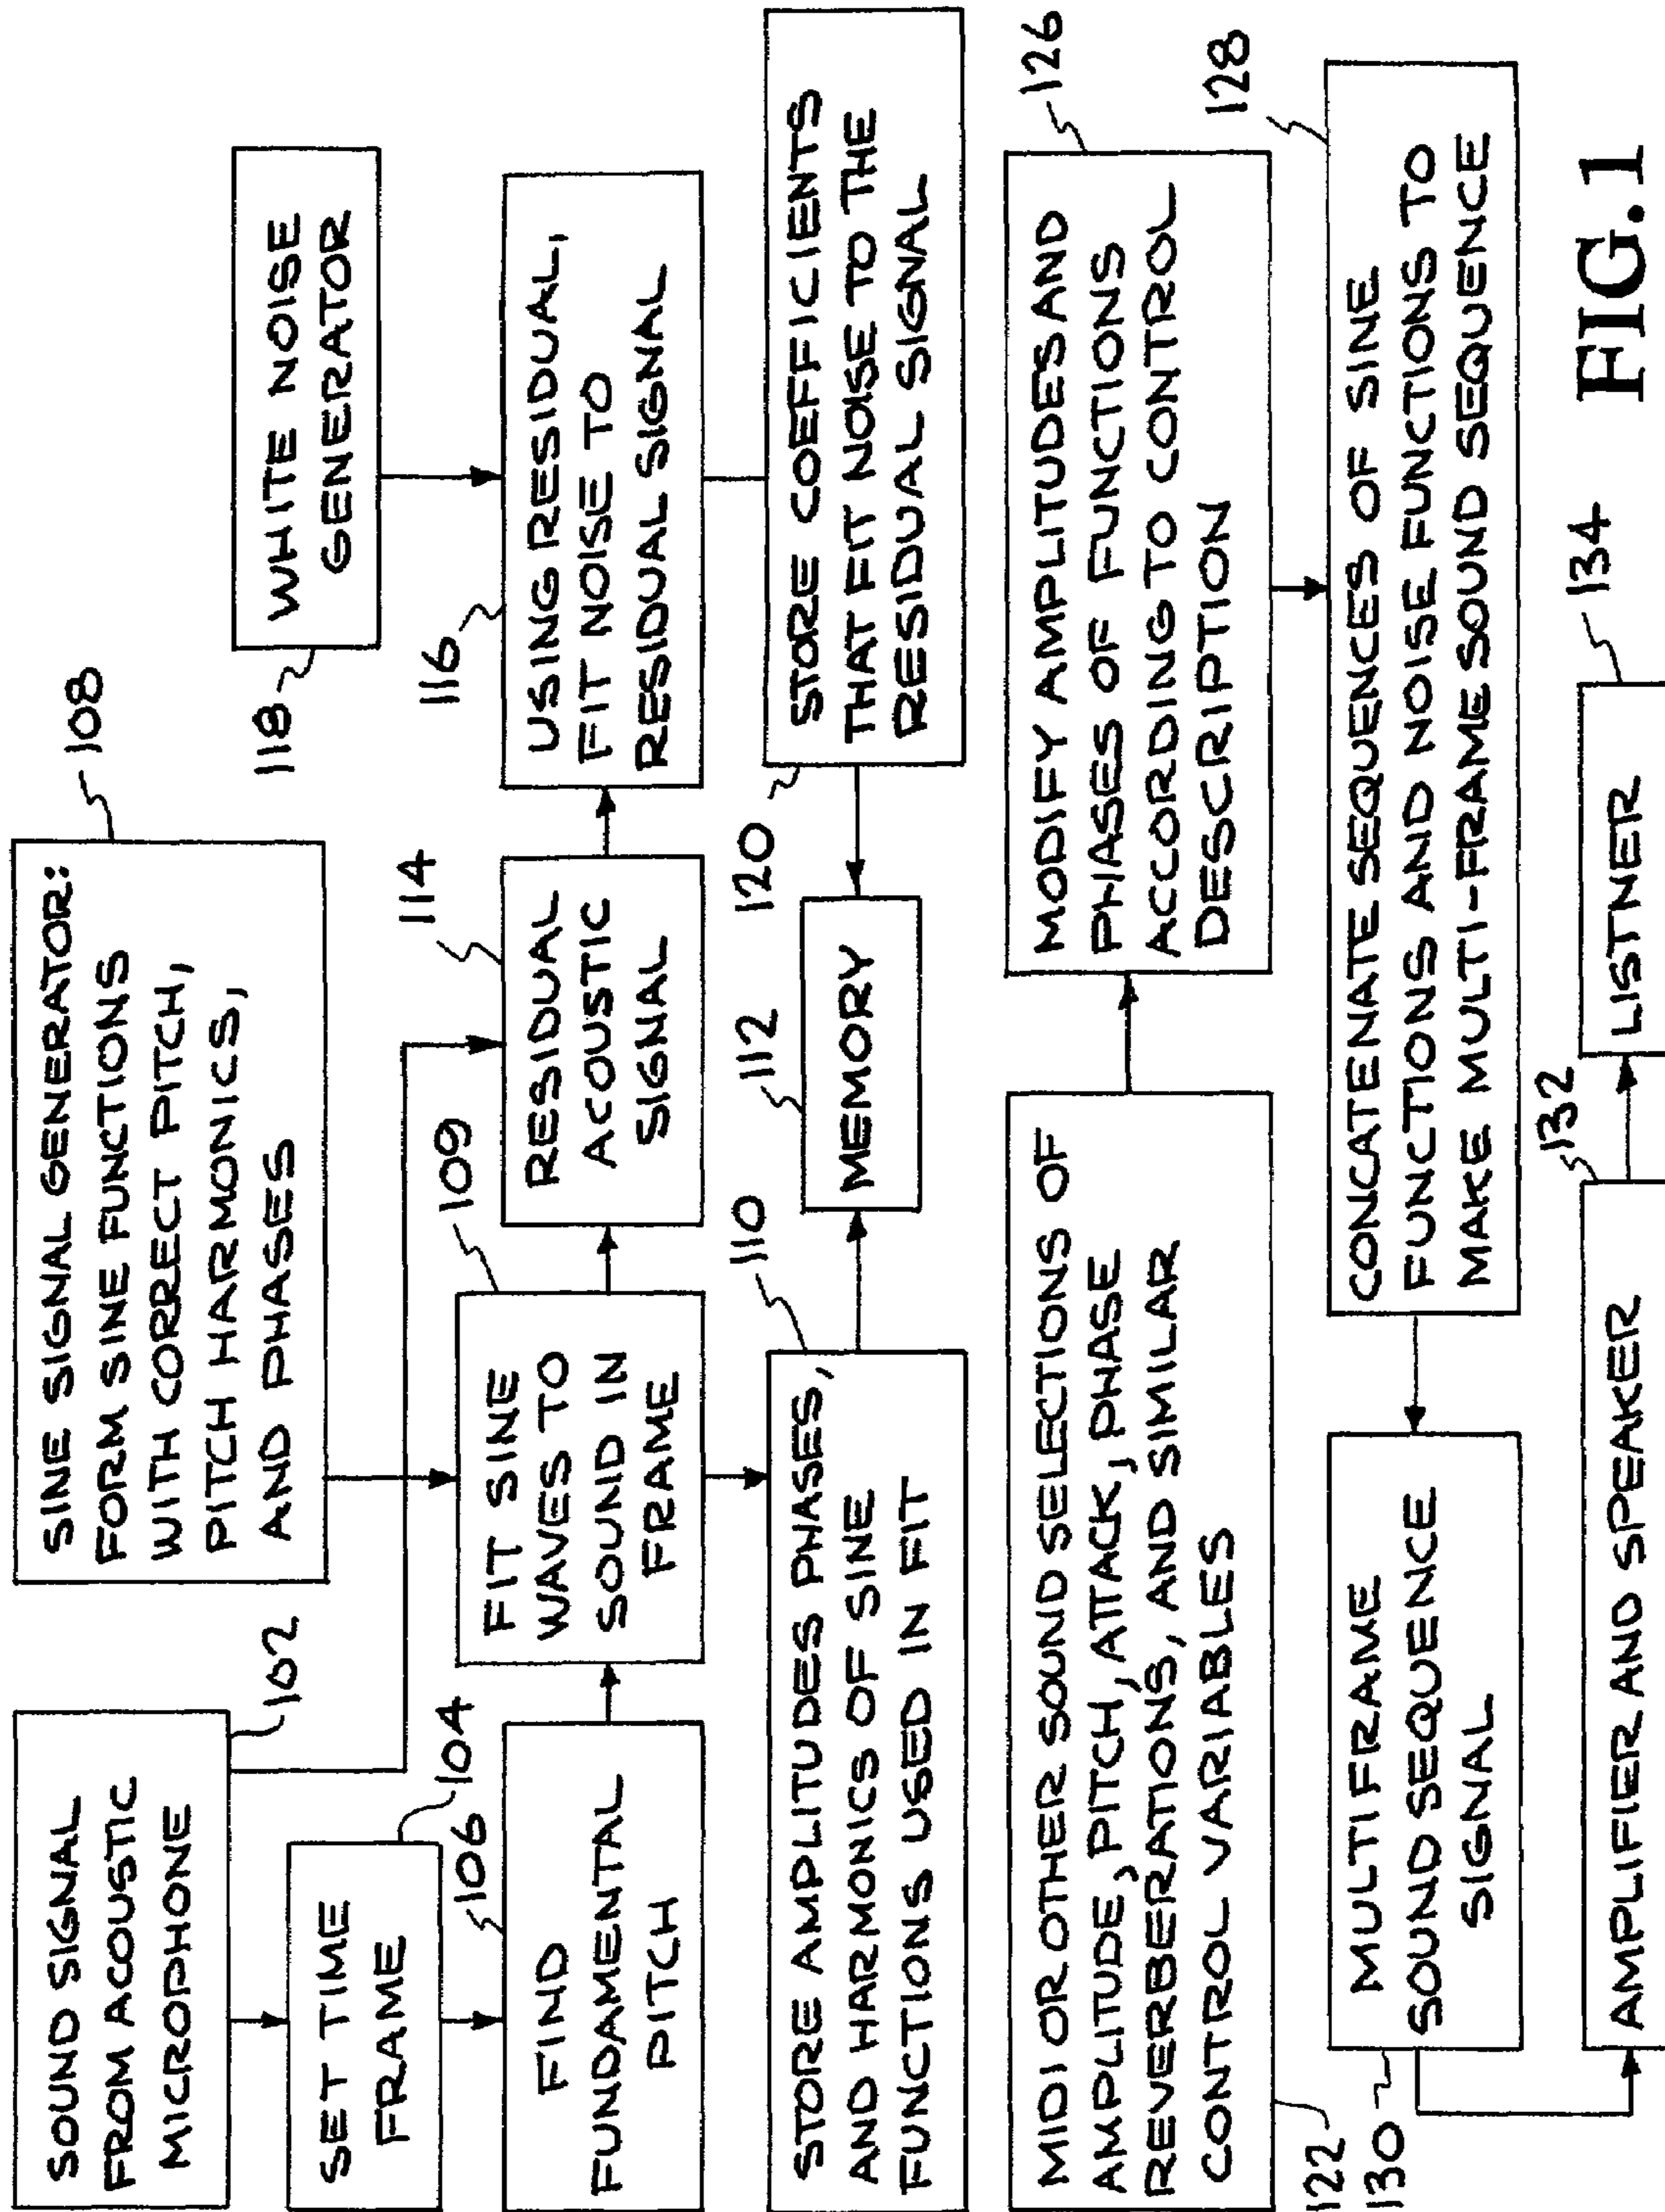 SOUND SIGNAL
FROM ACOUSTIC
MICROPHONE
102
SINE SIGNAL GENERATOR:
FORM SINE FUNCTIONS
WITH CORRECT PITCH,
PITCH HARMONICS,
AND PHASES
108
WHITE NOISE
GENERATOR
118
SET TIME
FRAME
104
FIND
FUNDAMENTAL
PITCH
106
FIT SINE
WAVES TO
SOUND IN
FRAME
109
RESIDUAL
ACOUSTIC
SIGNAL
114
USING RESIDUAL,
FIT NOISE TO
RESIDUAL SIGNAL
116
STORE AMPLITUDES PHASES,
AND HARMONICS OF SINE
FUNCTIONS USED IN FIT
110
MEMORY
112
STORE COEFFICIENTS
THAT FIT NOISE TO THE
RESIDUAL SIGNAL
120
MIDI OR OTHER SOUND SELECTIONS OF
AMPLITUDE, PITCH, ATTACK, PHASE
REVERBERATIONS, AND SIMILAR
CONTROL VARIABLES
122
MODIFY AMPLITUDES AND
PHASES OF FUNCTIONS
ACCORDING TO CONTROL
DESCRIPTION
126
MULTIFRAME
SOUND SEQUENCE
SIGNAL
130
CONCATENATE SEQUENCES OF SINE
FUNCTIONS AND NOISE FUNCTIONS TO
MAKE MULTI-FRAME SOUND SEQUENCE
128
AMPLIFIER AND SPEAKER
132
LISTNER
134
FIG.1